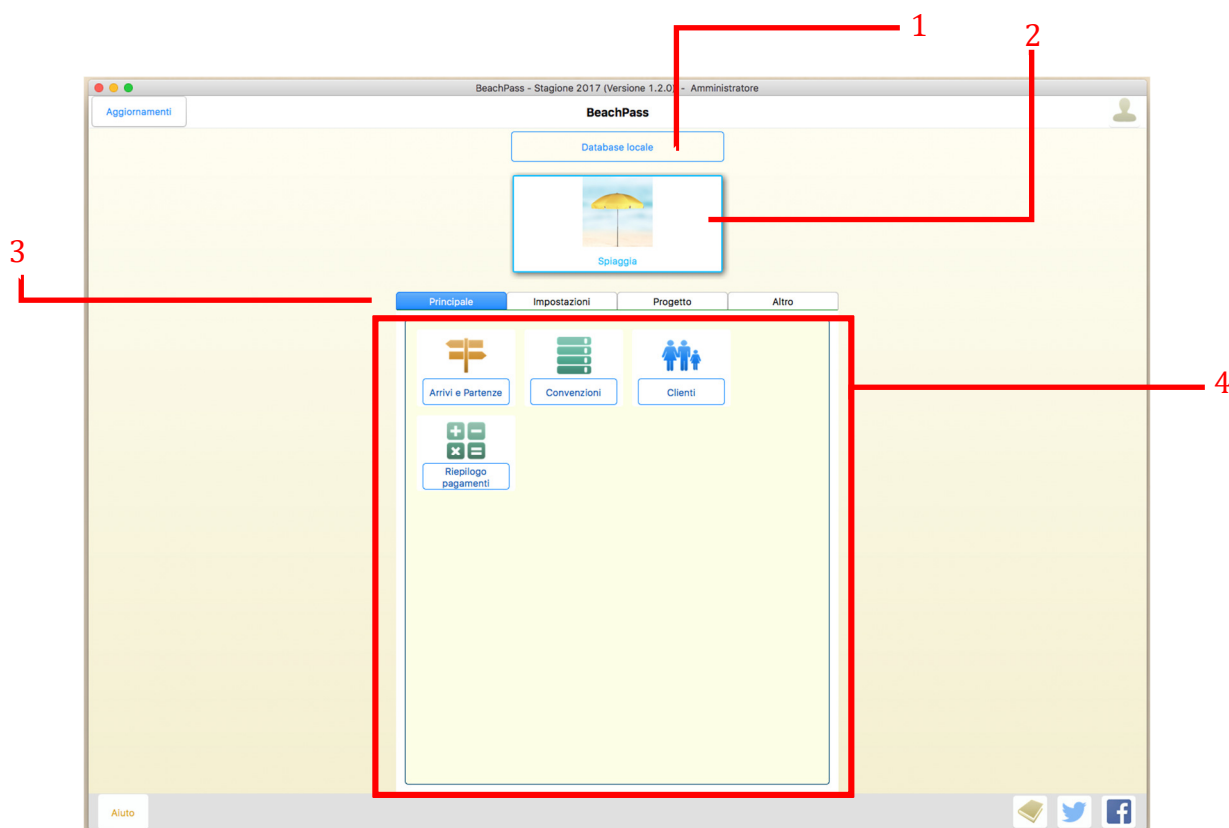 1
2
BeachPass - Stagione 2017 (Versione 1.2.0) - Amministratore
Aggiornamenti
BeachPass
Database locale
Spiaggia
3
Principale
Impostazioni
Progetto
Altro
Arrivi e Partenze
Convenzioni
Clienti
4
Riepilogo
pagamenti
Aiuto